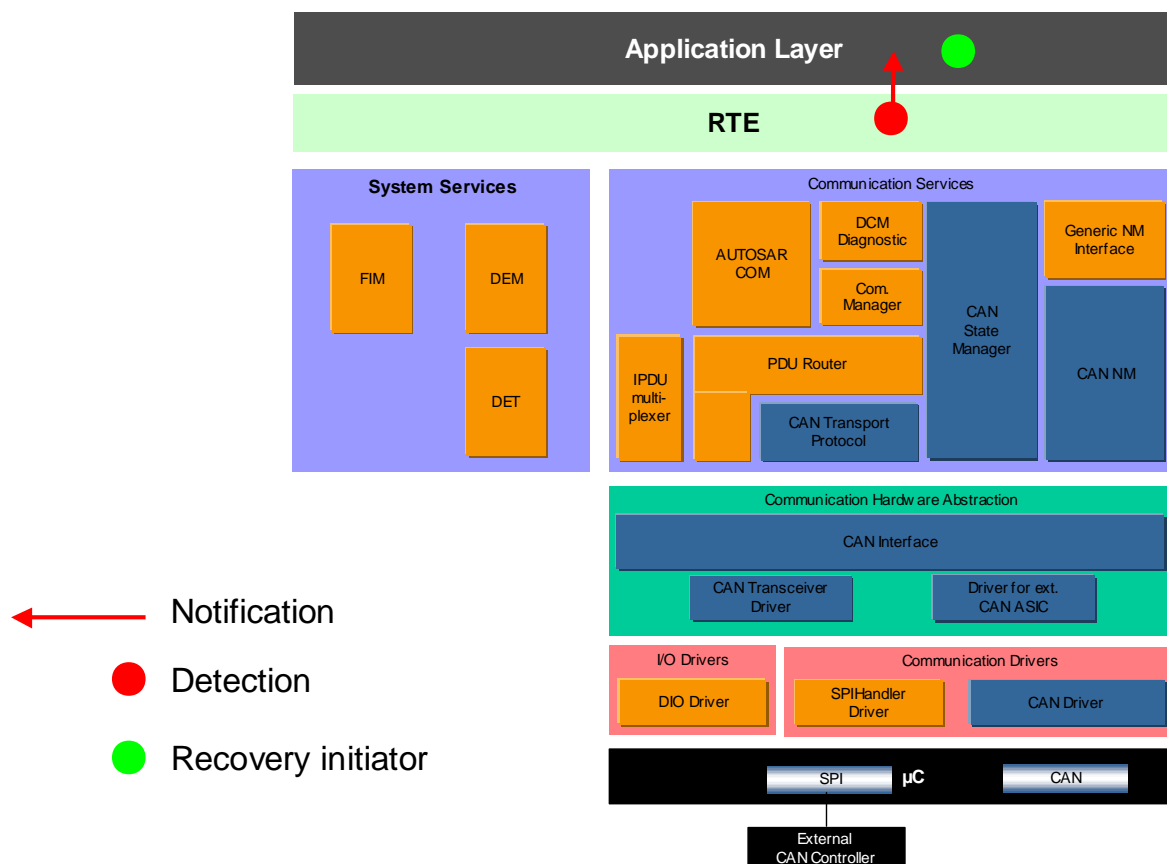 Application Layer
RTE
System Services
FIM
DEM
DET
Communication Services
AUTOSAR
COM
DCM
Diagnostic
Com.
Manager
CAN
State
Manager
Generic NM
Interface
CAN NM
IPDU
multi-
plexer
PDU Router
CAN Transport
Protocol
Communication Hardware Abstraction
CAN Interface
CAN Transceiver
Driver
Driver for ext.
CAN ASIC
I/O Drivers
DIO Driver
Communication Drivers
SPIHandler
Driver
CAN Driver
SPI
µC
CAN
External
CAN Controller
Notification
Detection
Recovery initiator